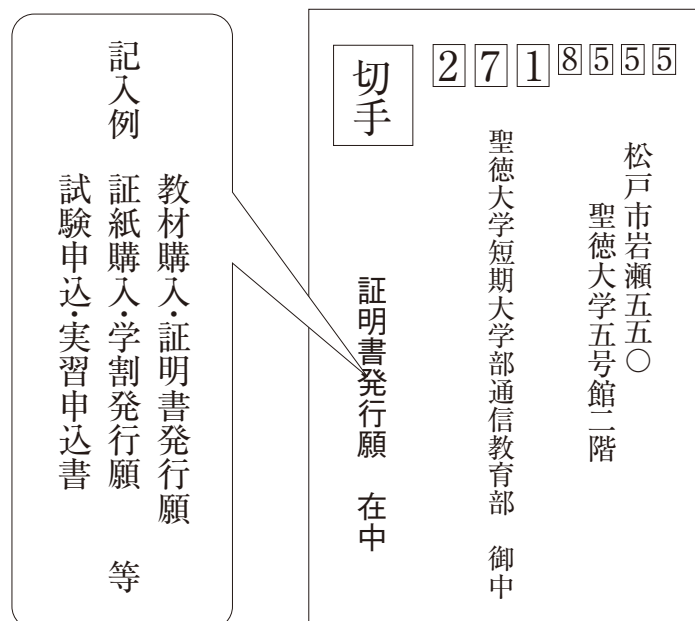 切手
2718555
松戸市岩瀬五五〇
聖徳大学五号館二階
聖徳大学短期大学部通信教育部　御中
証明書発行願　在中
記入例
教材購入・証明書発行願
証紙購入・学割発行願　等
試験申込・実習申込書